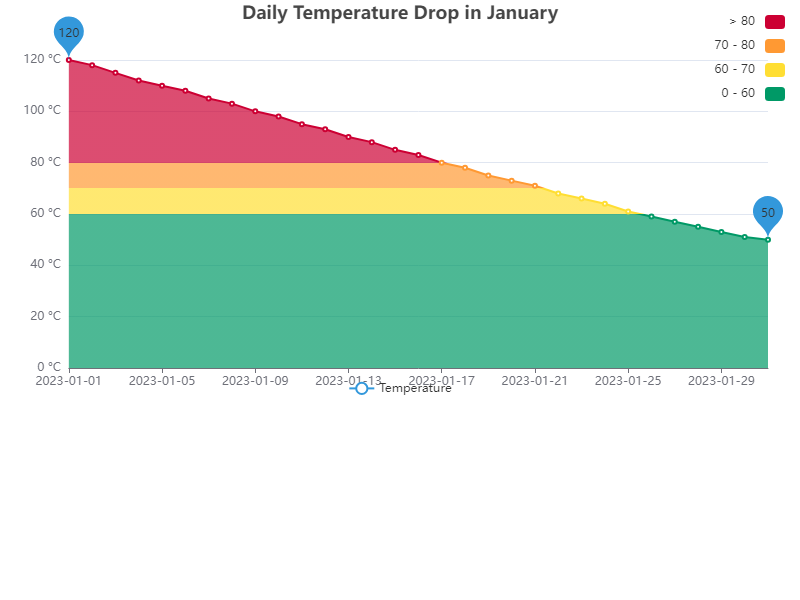 Daily Temperature Drop in January
> 80
70 - 80
60 - 70
0 - 60
120
50
120 °C
100 °C
80 °C
60 °C
40 °C
20 °C
0 °C
2023-01-01 2023-01-05 2023-01-09 2023-01-13 2023-01-17 2023-01-21 2023-01-25 2023-01-29
Temperature